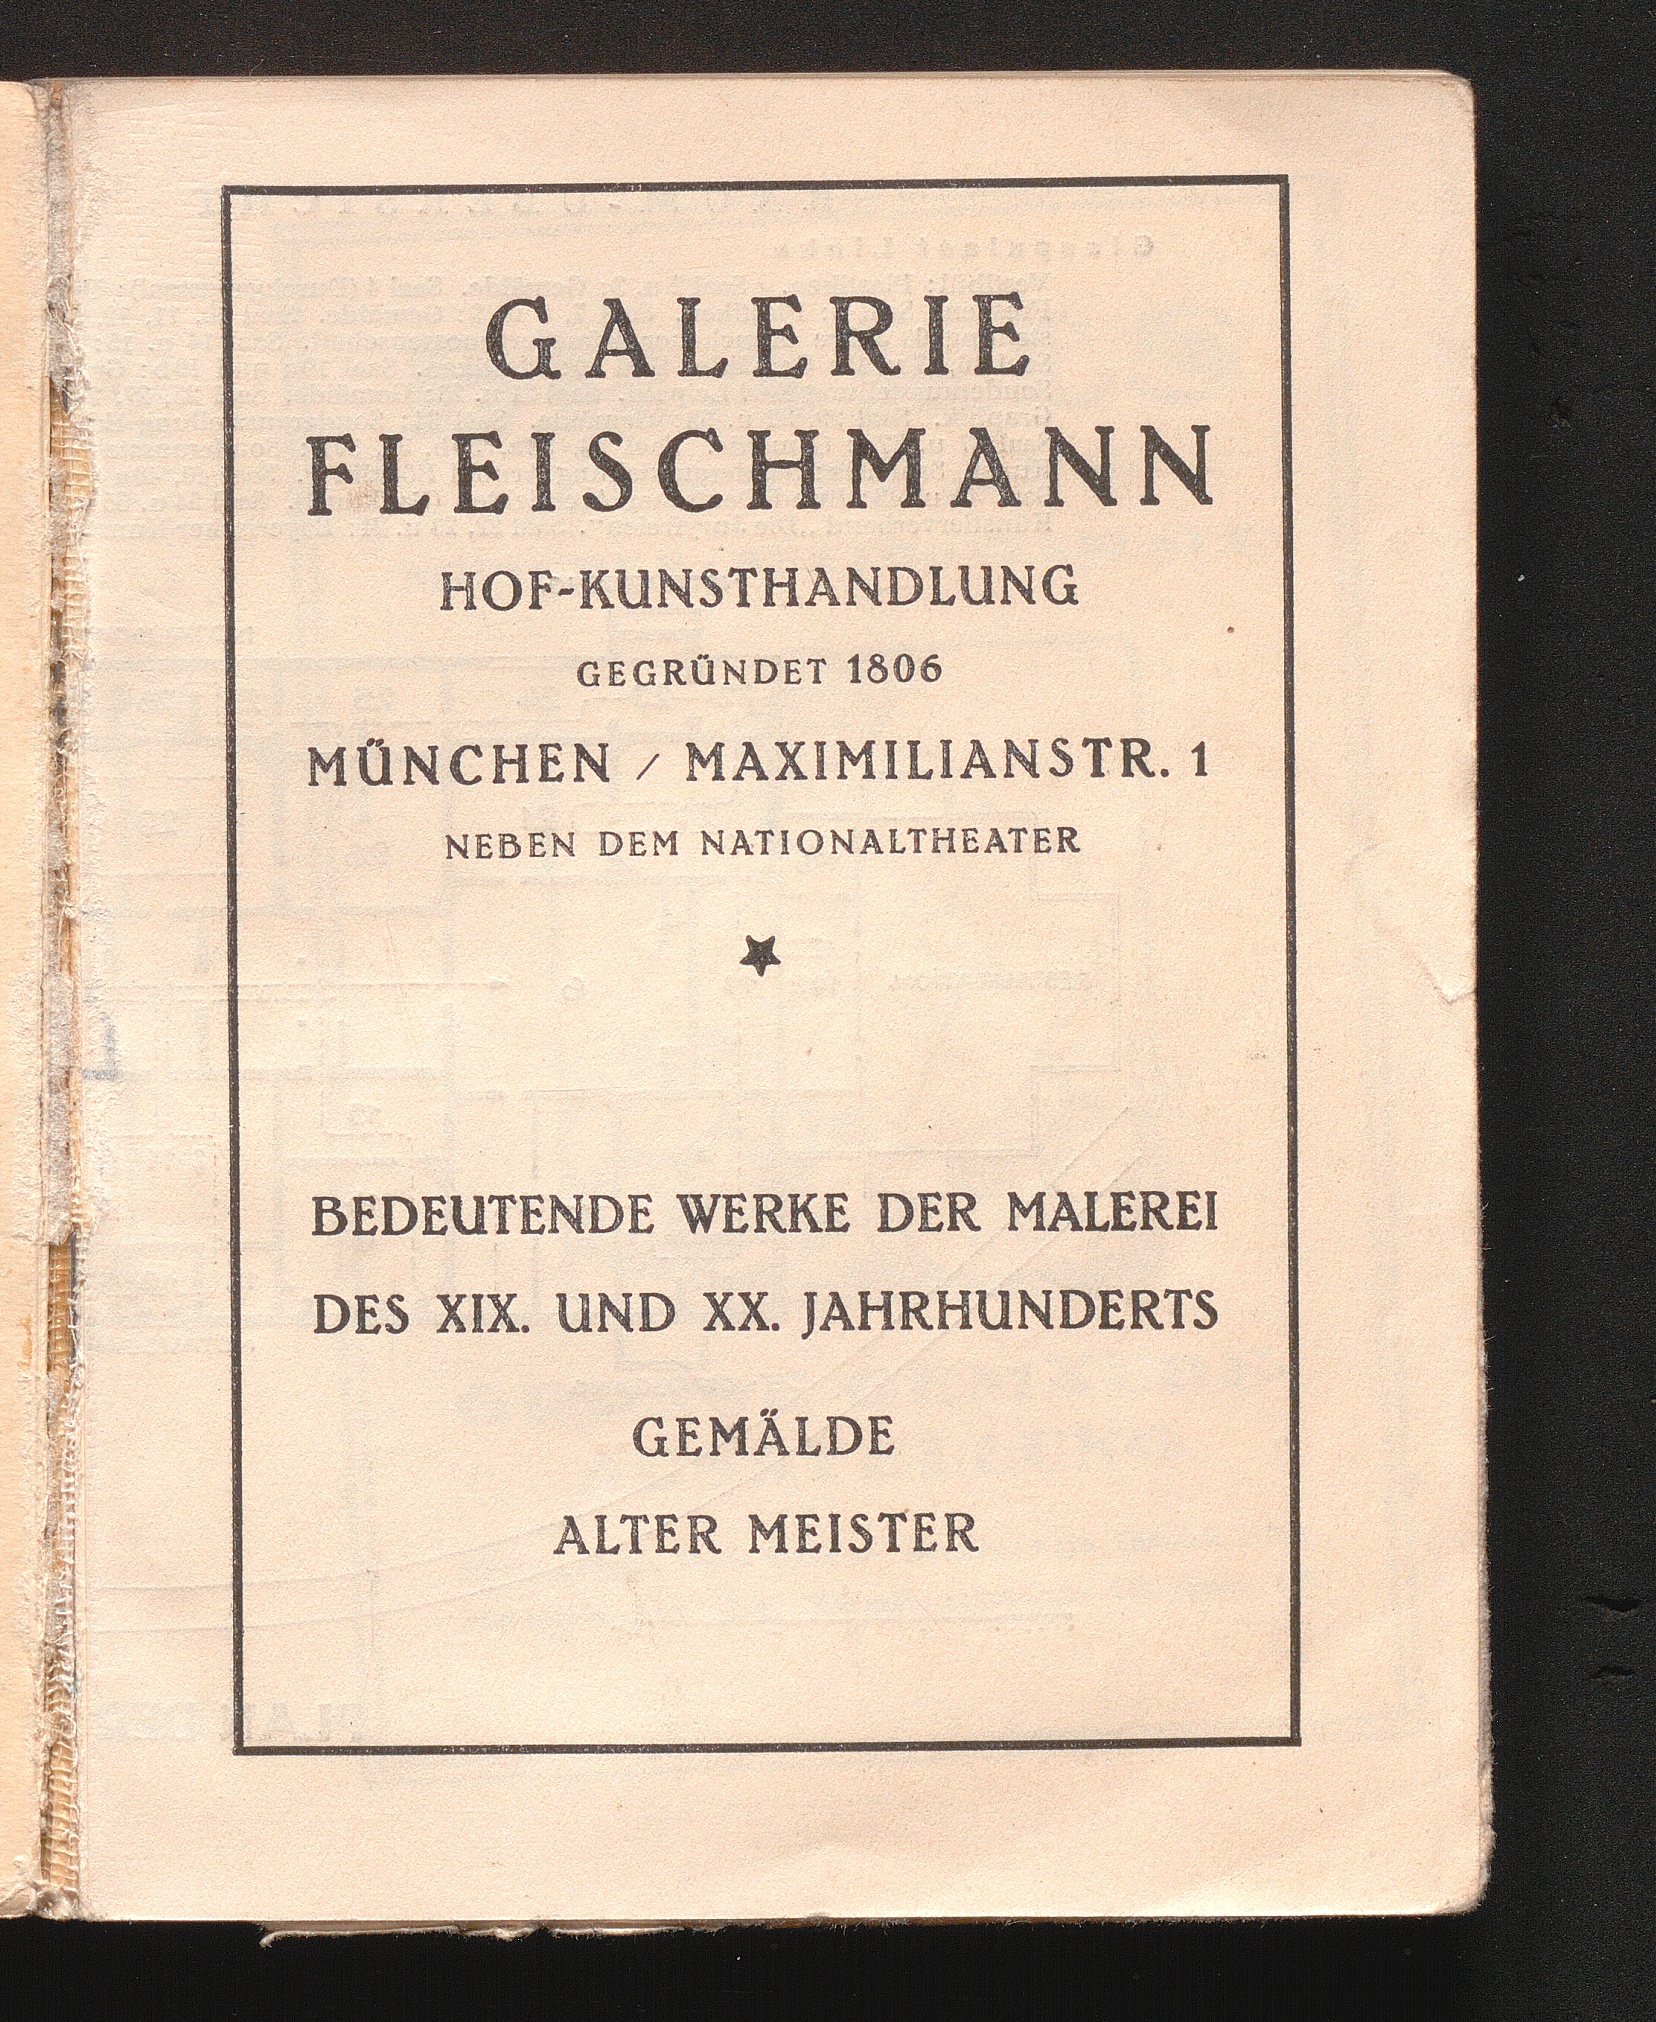 GALERIE
FLEISCHMANN
HOF-KUNSTHANDLUNG
GEGRÜNDET 1806
MÜNCHEN / MAXIMILIANSTR. 1
NEBEN DEM NATIONALTHEATER
BEDEUTENDE WERKE DER MALEREI
DES XIX. UND XX. JAHRHUNDERTS
GEMÄLDE
ALTER MEISTER